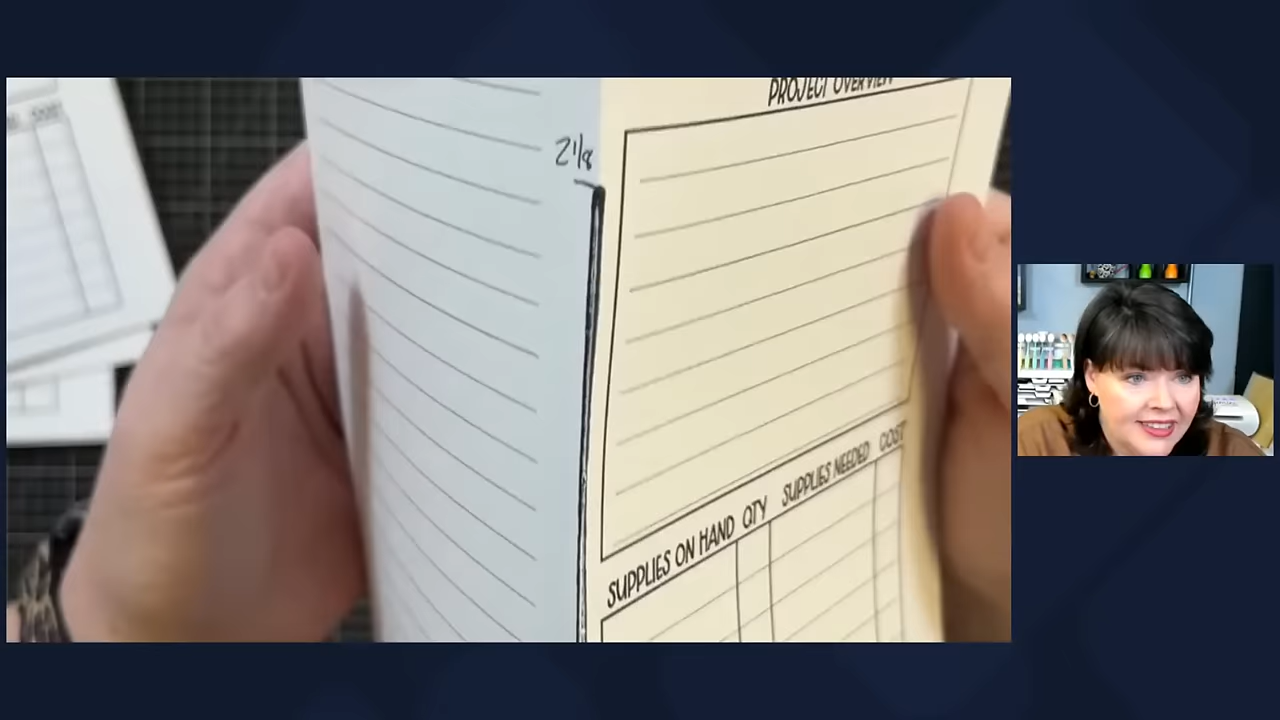 PROJECT OVERVIEW
2 1/8
SUPPLIES ON HAND QTY SUPPLIES NEEDED COST